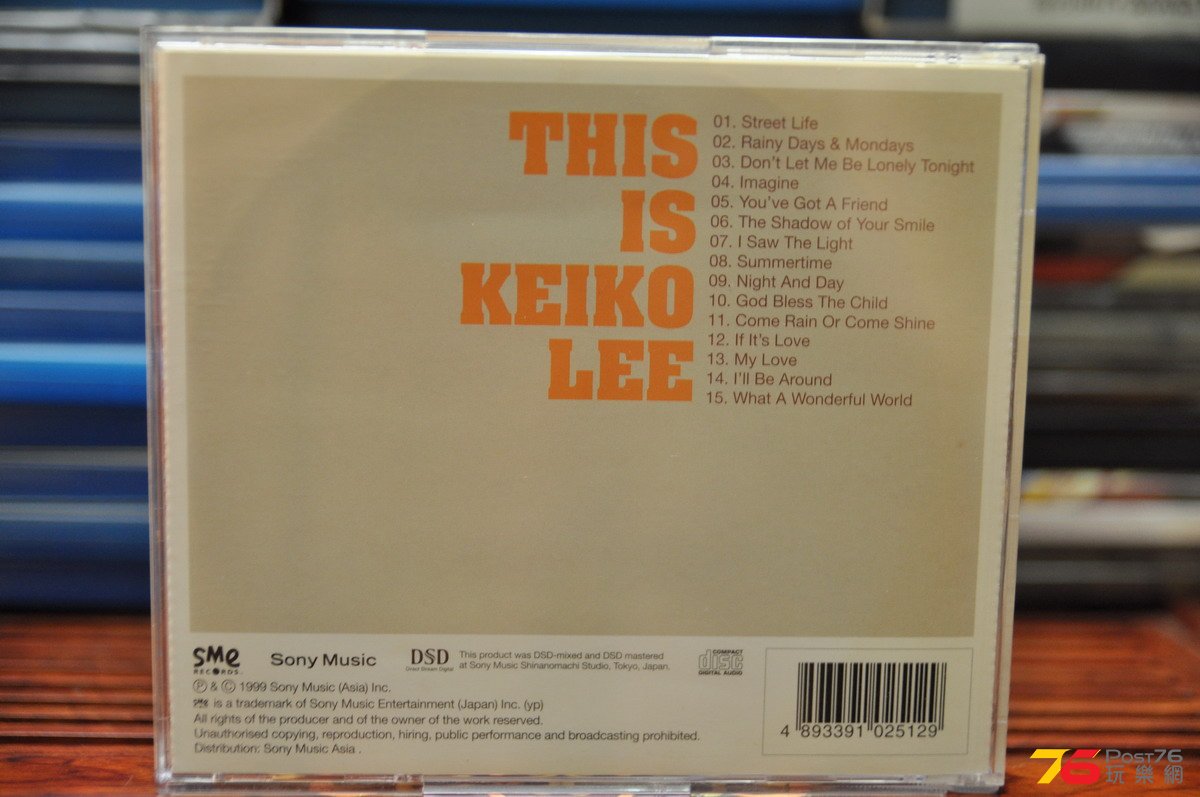 THIS
IS
KEIKO
LEE
01. Street Life
02. Rainy Days & Mondays
03. Don't Let Me Be Lonely Tonight
04. Imagine
05. You've Got A Friend
06. The Shadow of Your Smile
07. I Saw The Light
08. Summertime
09. Night And Day
10. God Bless The Child
11. Come Rain Or Come Shine
12. If It's Love
13. My Love
14. I'll Be Around
15. What A Wonderful World
SMe
RECORDS
Sony Music
DSD
Direct Stream Digital
This product was DSD-mixed and DSD mastered
at Sony Music Shinanomachi Studio, Tokyo, Japan.
COMPACT
disc
DIGITAL AUDIO
Ⓟ & © 1999 Sony Music (Asia) Inc.
SMe is a trademark of Sony Music Entertainment (Japan) Inc. (yp)
All rights of the producer and of the owner of the work reserved.
Unauthorised copying, reproduction, hiring, public performance and broadcasting prohibited.
Distribution: Sony Music Asia .
4 893391 025129
76 POST76
玩樂網